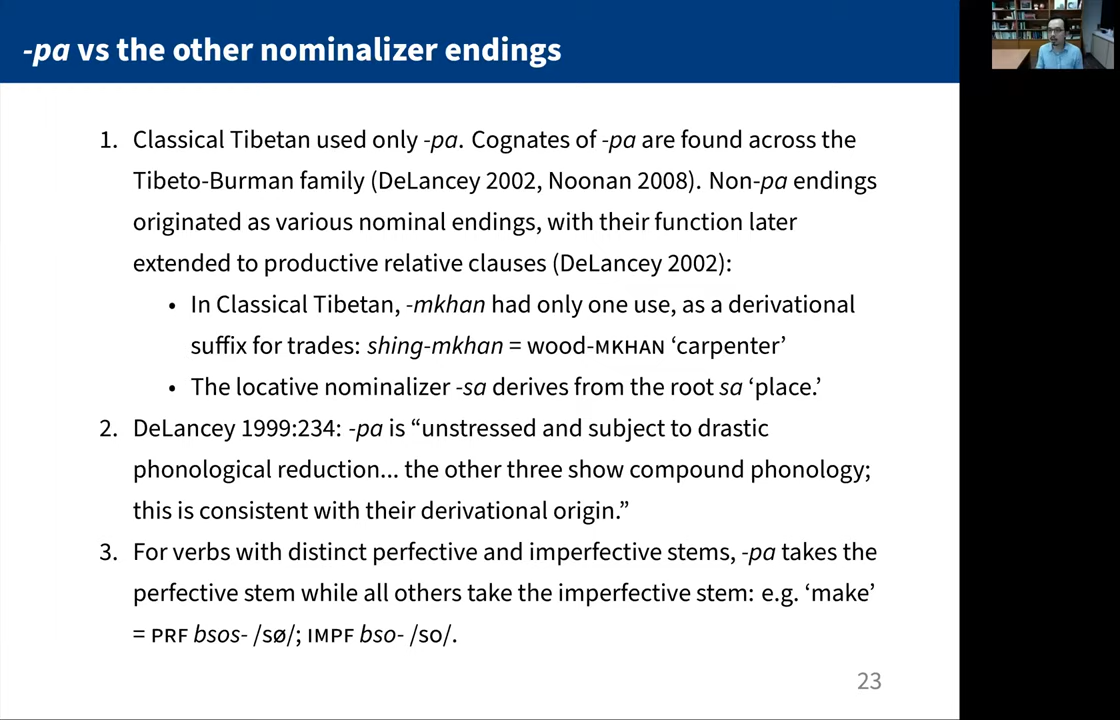 -pa vs the other nominalizer endings
1. Classical Tibetan used only -pa. Cognates of -pa are found across the
Tibeto-Burman family (DeLancey 2002, Noonan 2008). Non-pa endings
originated as various nominal endings, with their function later
extended to productive relative clauses (DeLancey 2002):
• In Classical Tibetan, -mkhan had only one use, as a derivational
suffix for trades: shing-mkhan = wood-MKHAN ‘carpenter’
• The locative nominalizer -sa derives from the root sa ‘place.’
2. DeLancey 1999:234: -pa is “unstressed and subject to drastic
phonological reduction... the other three show compound phonology;
this is consistent with their derivational origin.”
3. For verbs with distinct perfective and imperfective stems, -pa takes the
perfective stem while all others take the imperfective stem: e.g. ‘make’
= PRF bsos- /sø/; IMPF bso- /so/.
23